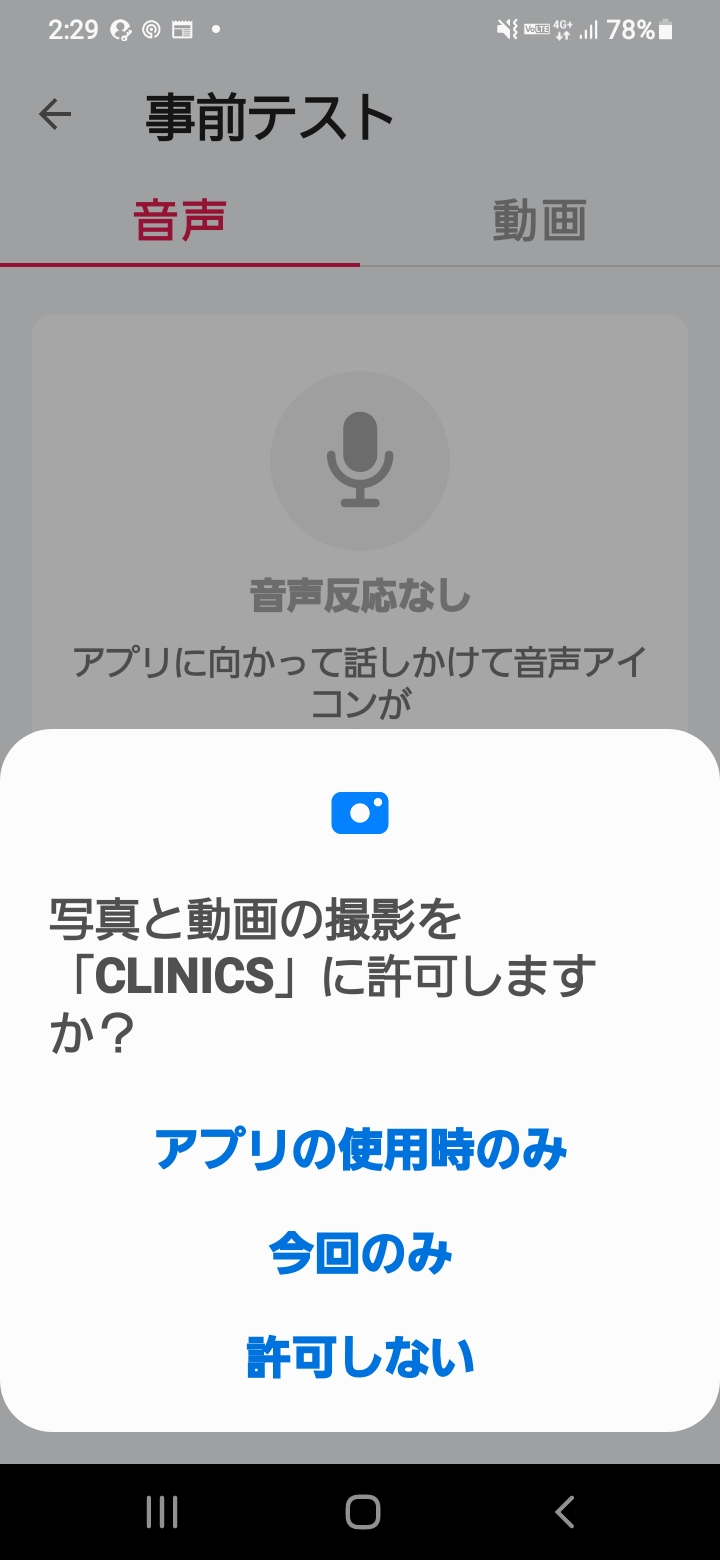 2:29 VoLTE 4G+ 78%
事前テスト
音声 動画
音声反応なし
アプリに向かって話しかけて音声アイ
コンが
写真と動画の撮影を
「CLINICS」に許可します
か？
アプリの使用時のみ
今回のみ
許可しない